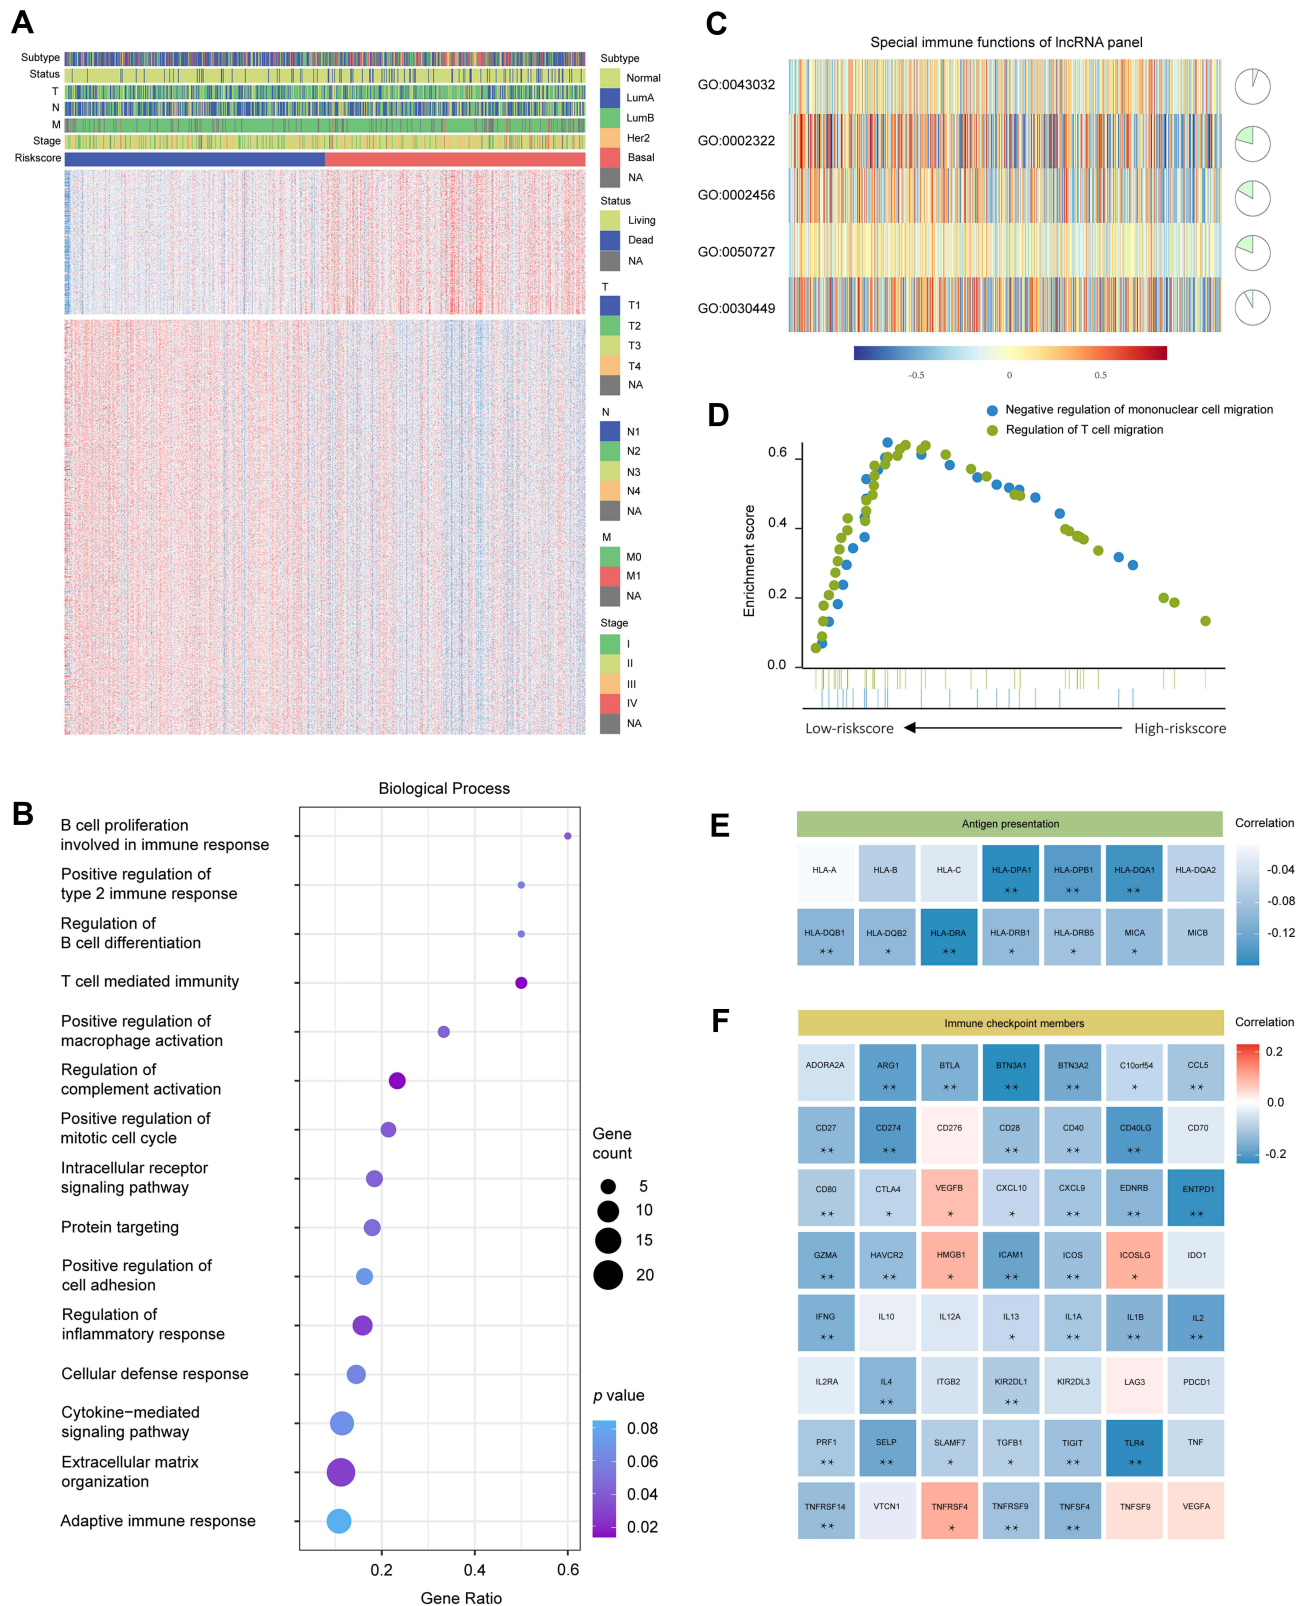 A
Subtype
Status
T
N
M
Stage
Riskscore
Subtype
Normal
LumA
LumB
Her2
Basal
NA
Status
Living
Dead
NA
T
T1
T2
T3
T4
NA
N
N1
N2
N3
N4
NA
M
M0
M1
NA
Stage
I
II
III
IV
NA
B
Biological Process
B cell proliferation
involved in immune response
Positive regulation of
type 2 immune response
Regulation of
B cell differentiation
T cell mediated immunity
Positive regulation of
macrophage activation
Regulation of
complement activation
Positive regulation of
mitotic cell cycle
Intracellular receptor
signaling pathway
Protein targeting
Positive regulation of
cell adhesion
Regulation of
inflammatory response
Cellular defense response
Cytokine−mediated
signaling pathway
Extracellular matrix
organization
Adaptive immune response
0.2 0.4 0.6
Gene Ratio
Gene
count
5
10
15
20
p value
0.08
0.06
0.04
0.02
C
Special immune functions of lncRNA panel
GO:0043032
GO:0002322
GO:0002456
GO:0050727
GO:0030449
-0.5 0 0.5
D
Negative regulation of mononuclear cell migration
Regulation of T cell migration
Enrichment score
0.6
0.4
0.2
0.0
Low-riskscore High-riskscore
E
Antigen presentation
Correlation
HLA-A HLA-B HLA-C HLA-DPA1 HLA-DPB1 HLA-DQA1 HLA-DQA2
** ** **
HLA-DQB1 HLA-DQB2 HLA-DRA HLA-DRB1 HLA-DRB5 MICA MICB
** * ** * * *
-0.04
-0.08
-0.12
F
Immune checkpoint members
Correlation
ADORA2A ARG1 BTLA BTN3A1 BTN3A2 C10orf54 CCL5
** ** ** ** * **
CD27 CD274 CD276 CD28 CD40 CD40LG CD70
** ** ** ** **
CD80 CTLA4 VEGFB CXCL10 CXCL9 EDNRB ENTPD1
** * * * ** ** **
GZMA HAVCR2 HMGB1 ICAM1 ICOS ICOSLG IDO1
** ** * ** ** *
IFNG IL10 IL12A IL13 IL1A IL1B IL2
** * ** ** **
IL2RA IL4 ITGB2 KIR2DL1 KIR2DL3 LAG3 PDCD1
** **
PRF1 SELP SLAMF7 TGFB1 TIGIT TLR4 TNF
** ** * * ** **
TNFRSF14 VTCN1 TNFRSF4 TNFRSF9 TNFSF4 TNFSF9 VEGFA
** * ** **
0.2
0.0
-0.2